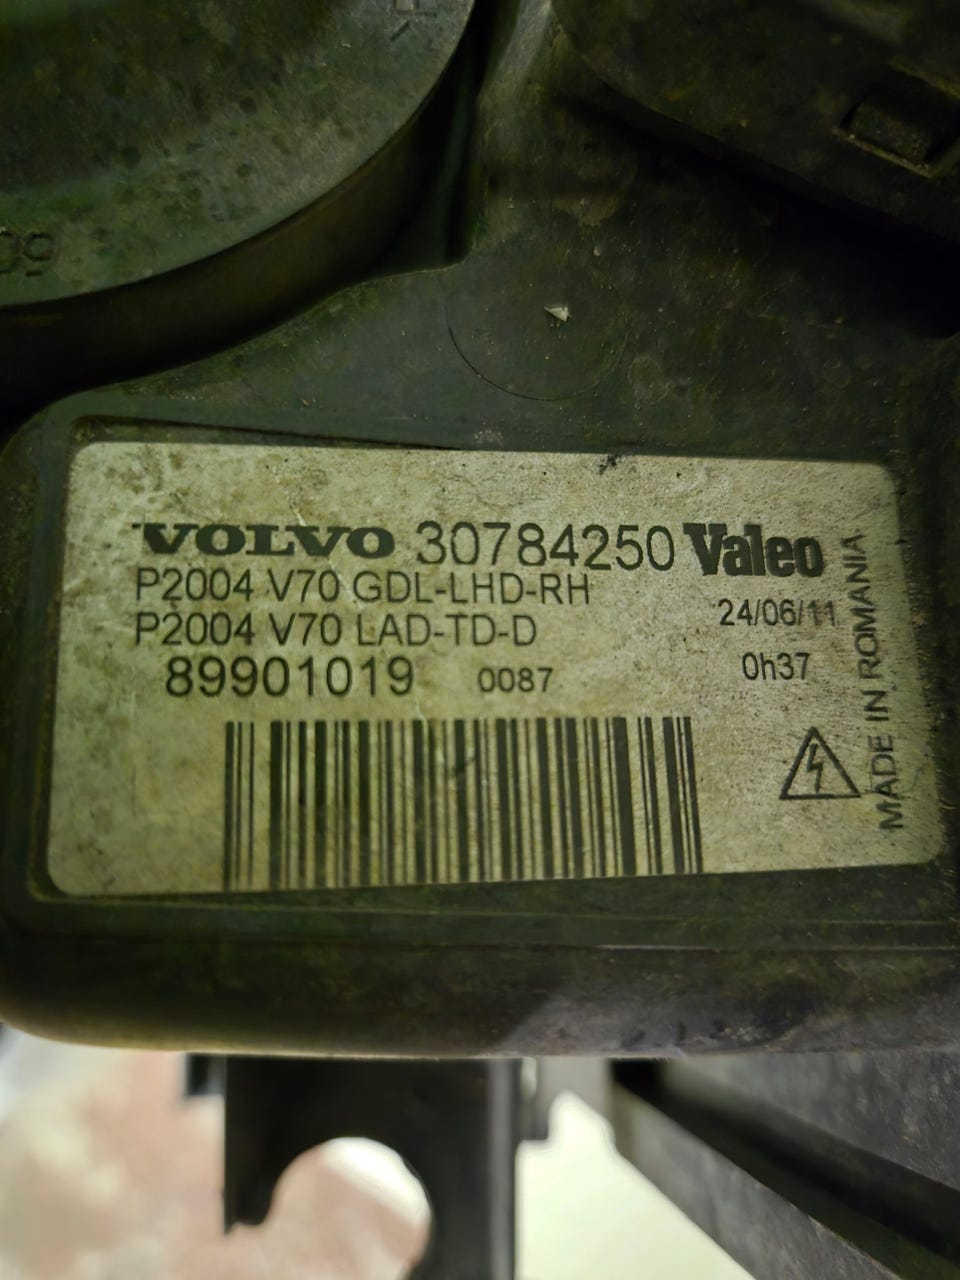 09
VOLVO 30784250 Valeo
P2004 V70 GDL-LHD-RH
P2004 V70 LAD-TD-D
24/06/11
89901019 0087
0h37
MADE IN ROMANIA